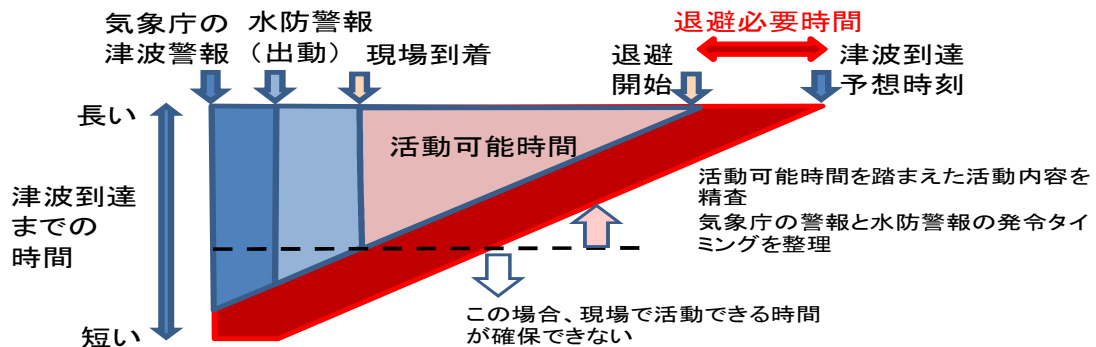 気象庁の
津波警報
水防警報
(出動)
現場到着
退避
開始
退避必要時間
津波到達
予想時刻
長い
津波到達
までの
時間
短い
活動可能時間
活動可能時間を踏まえた活動内容を
精査
気象庁の警報と水防警報の発令タイ
ミングを整理
この場合、現場で活動できる時間
が確保できない